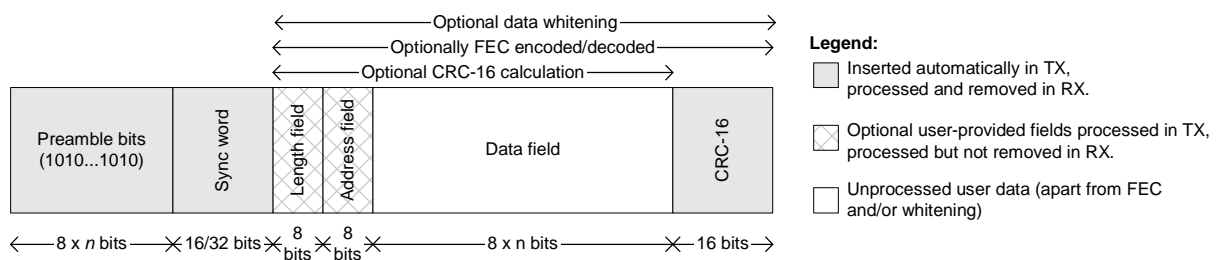 Optional data whitening
Optionally FEC encoded/decoded
Optional CRC-16 calculation
Preamble bits
(1010...1010)
Sync word
Length field
Address field
Data field
CRC-16
8 x n bits
16/32 bits
8
bits
8
bits
8 x n bits
16 bits
Legend:
Inserted automatically in TX,
processed and removed in RX.
Optional user-provided fields processed in TX,
processed but not removed in RX.
Unprocessed user data (apart from FEC
and/or whitening)